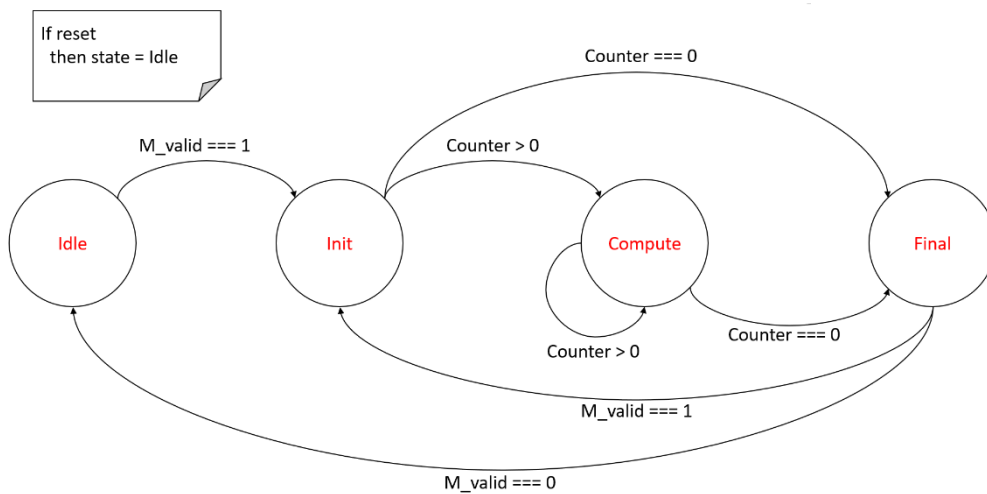 If reset
then state = Idle
Counter === 0
M_valid === 1
Counter > 0
Idle
Init
Compute
Final
Counter === 0
Counter > 0
M_valid === 1
M_valid === 0